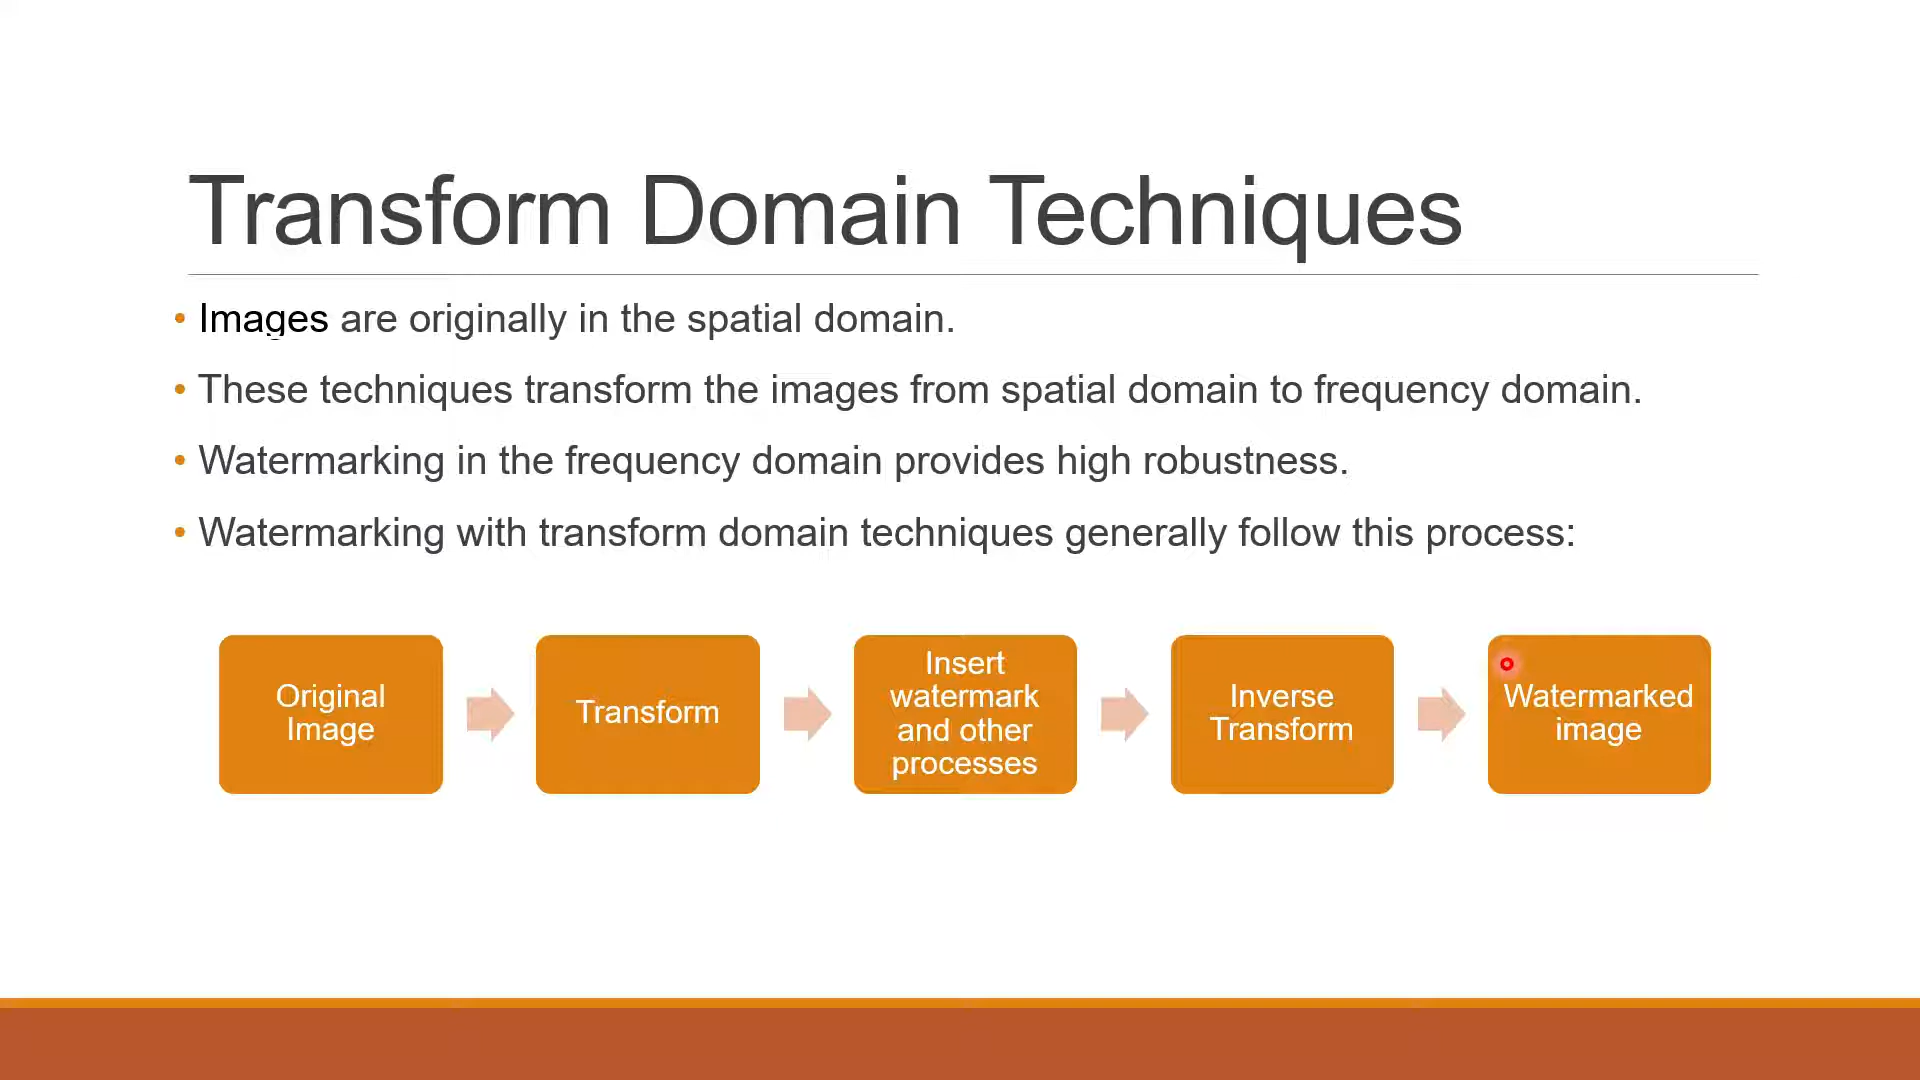 Transform Domain Techniques
• Images are originally in the spatial domain.
• These techniques transform the images from spatial domain to frequency domain.
• Watermarking in the frequency domain provides high robustness.
• Watermarking with transform domain techniques generally follow this process:
Original
Image
Transform
Insert
watermark
and other
processes
Inverse
Transform
Watermarked
image